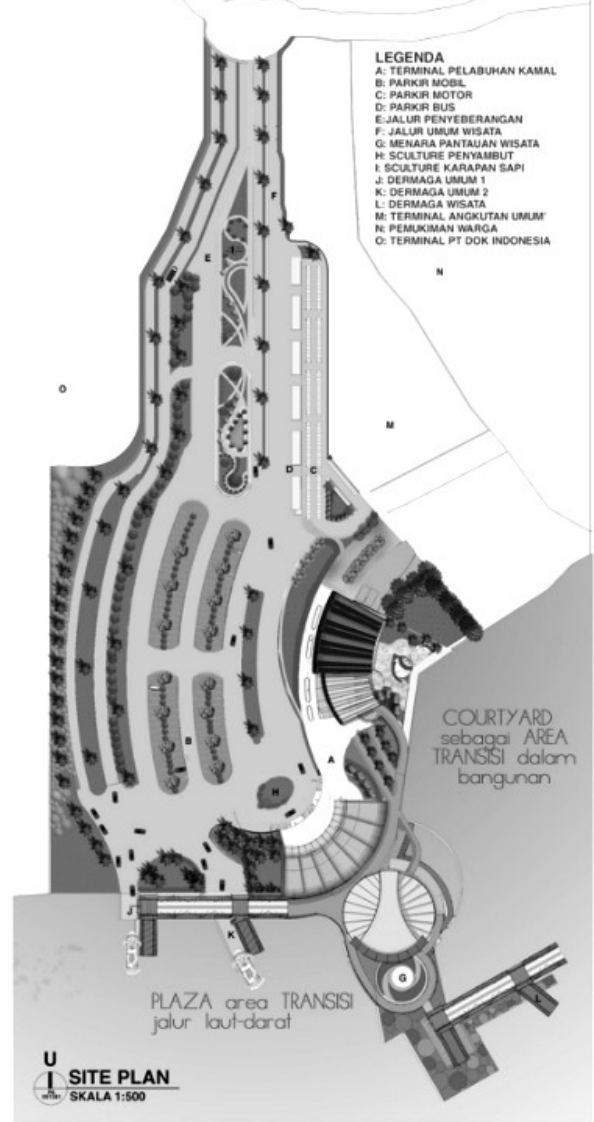 LEGENDA
A: TERMINAL PELABUHAN KAMAL
B: PARKIR MOBIL
C: PARKIR MOTOR
D: PARKIR BUS
E:JALUR PENYEBERANGAN
F: JALUR UMUM WISATA
G: MENARA PANTAUAN WISATA
H: SCULTURE PENYAMBUT
I: SCULTURE KARAPAN SAPI
J: DERMAGA UMUM 1
K: DERMAGA UMUM 2
L: DERMAGA WISATA
M: TERMINAL ANGKUTAN UMUM'
N: PEMUKIMAN WARGA
O: TERMINAL PT DOK INDONESIA
F
I
E
N
O
M
D C
COURTYARD
sebagai AREA
TRANSISI dalam
bangunan
B
A
H
J
K
G
L
PLAZA area TRANSISI
jalur laut-darat
U
SITE PLAN
SKALA 1:500